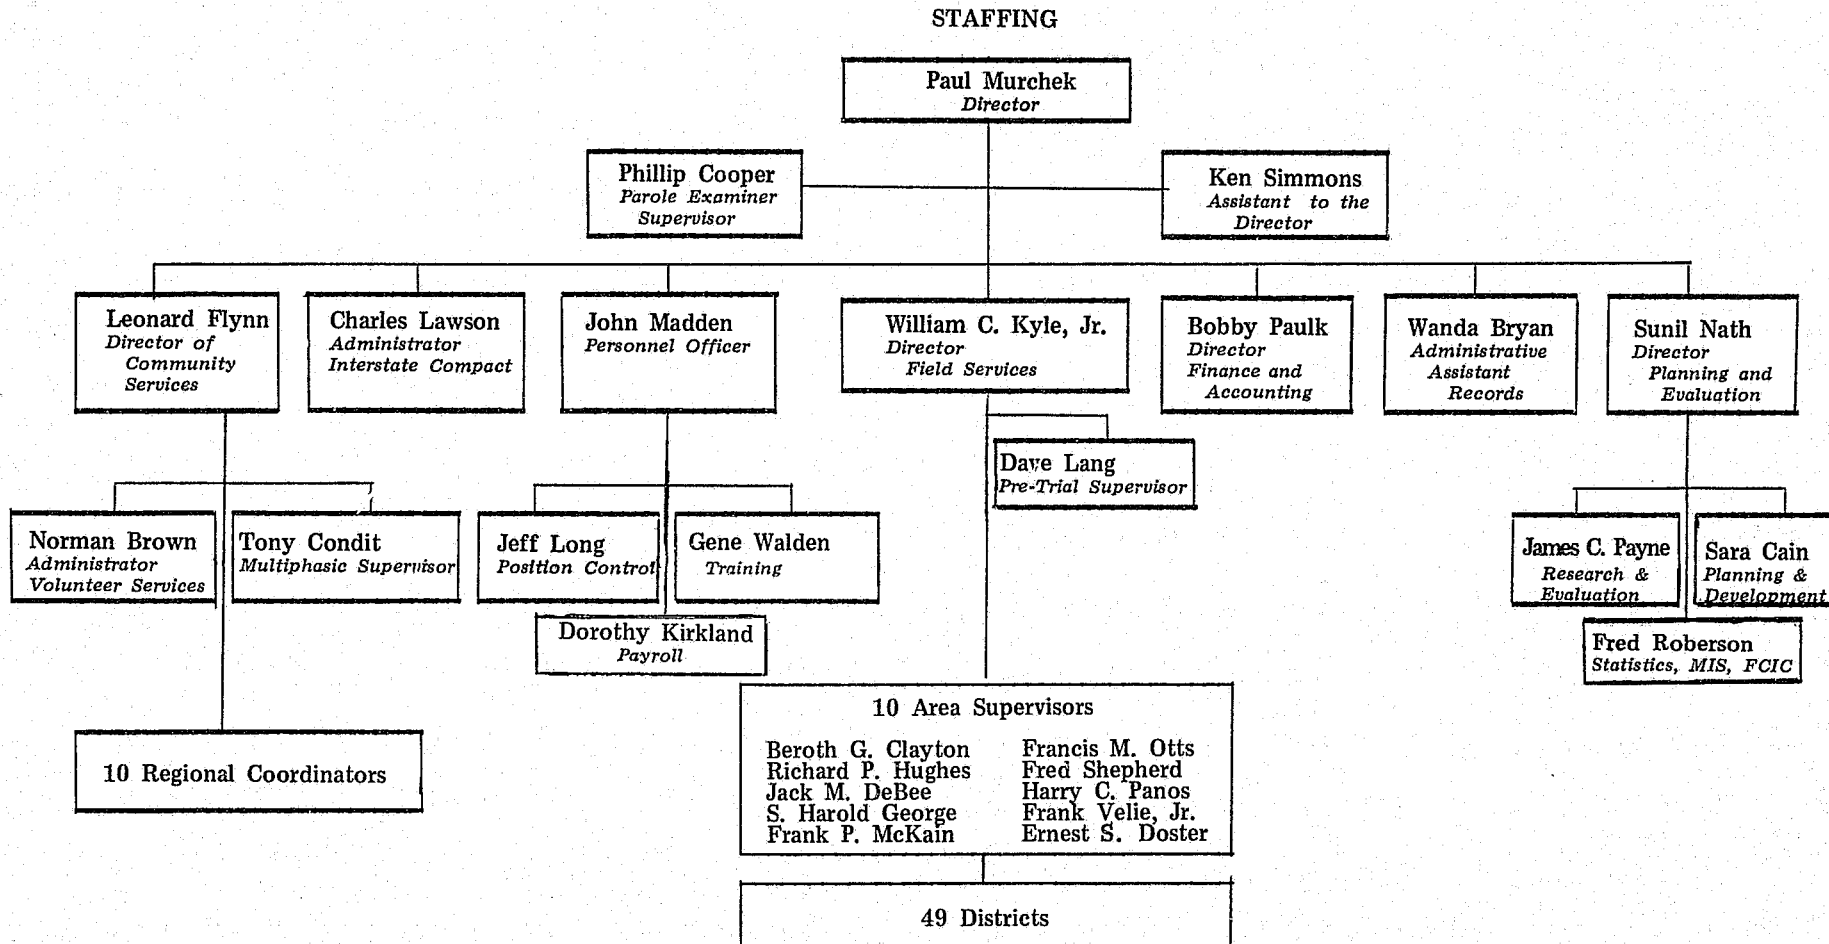 STAFFING
Paul Murchek
Director
Phillip Cooper
Parole Examiner
Supervisor
Ken Simmons
Assistant to the
Director
Leonard Flynn
Director of
Community
Services
Charles Lawson
Administrator
Interstate Compact
John Madden
Personnel Officer
William C. Kyle, Jr.
Director
Field Services
Bobby Paulk
Director
Finance and
Accounting
Wanda Bryan
Administrative
Assistant
Records
Sunil Nath
Director
Planning and
Evaluation
Dave Lang
Pre-Trial Supervisor
Norman Brown
Administrator
Volunteer Services
Tony Condit
Multiphasic Supervisor
Jeff Long
Position Control
Gene Walden
Training
Dorothy Kirkland
Payroll
James C. Payne
Research &
Evaluation
Sara Cain
Planning &
Development
Fred Roberson
Statistics, MIS, FCIC
10 Regional Coordinators
10 Area Supervisors
Beroth G. Clayton
Richard P. Hughes
Jack M. DeBee
S. Harold George
Frank P. McKain
Francis M. Otts
Fred Shepherd
Harry C. Panos
Frank Velie, Jr.
Ernest S. Doster
49 Districts